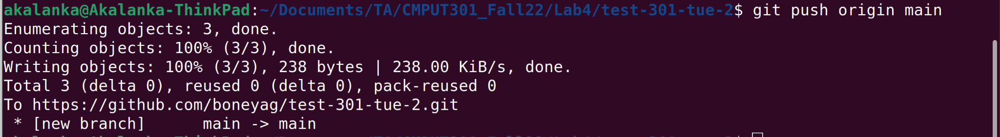 akalanka@Akalanka-ThinkPad:~/Documents/TA/CMPUT301_Fall22/Lab4/test-301-tue-2$ git push origin main
Enumerating objects: 3, done.
Counting objects: 100% (3/3), done.
Writing objects: 100% (3/3), 238 bytes | 238.00 KiB/s, done.
Total 3 (delta 0), reused 0 (delta 0), pack-reused 0
To https://github.com/boneyag/test-301-tue-2.git
 * [new branch]      main -> main